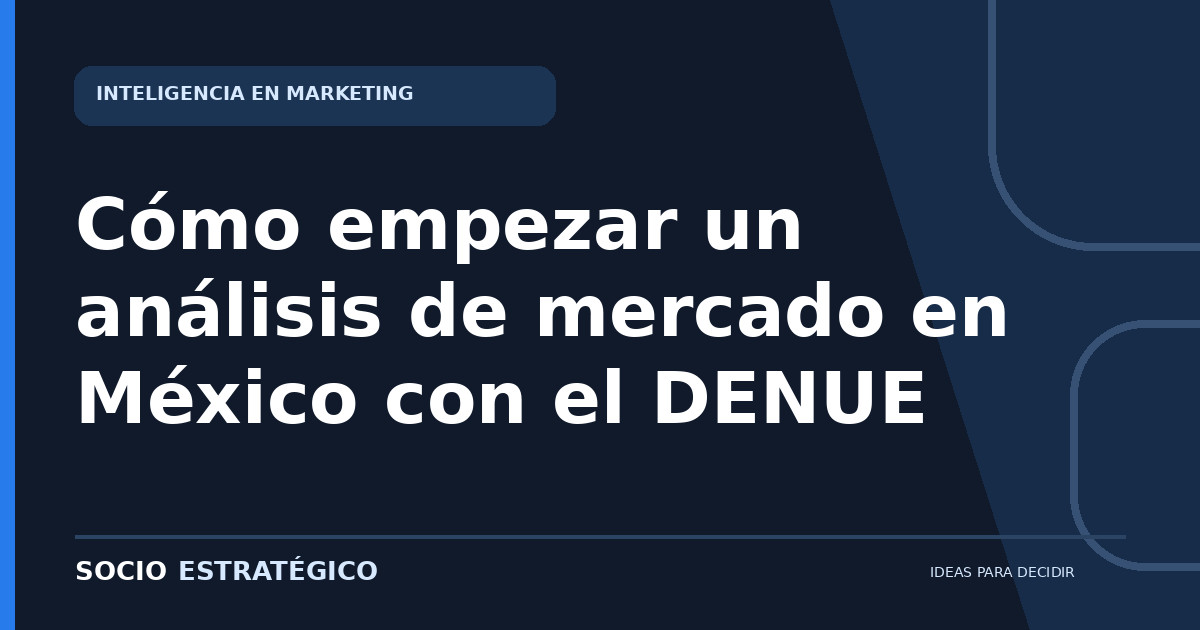 INTELIGENCIA EN MARKETING
Cómo empezar un
análisis de mercado en
México con el DENUE
SOCIO ESTRATÉGICO
IDEAS PARA DECIDIR